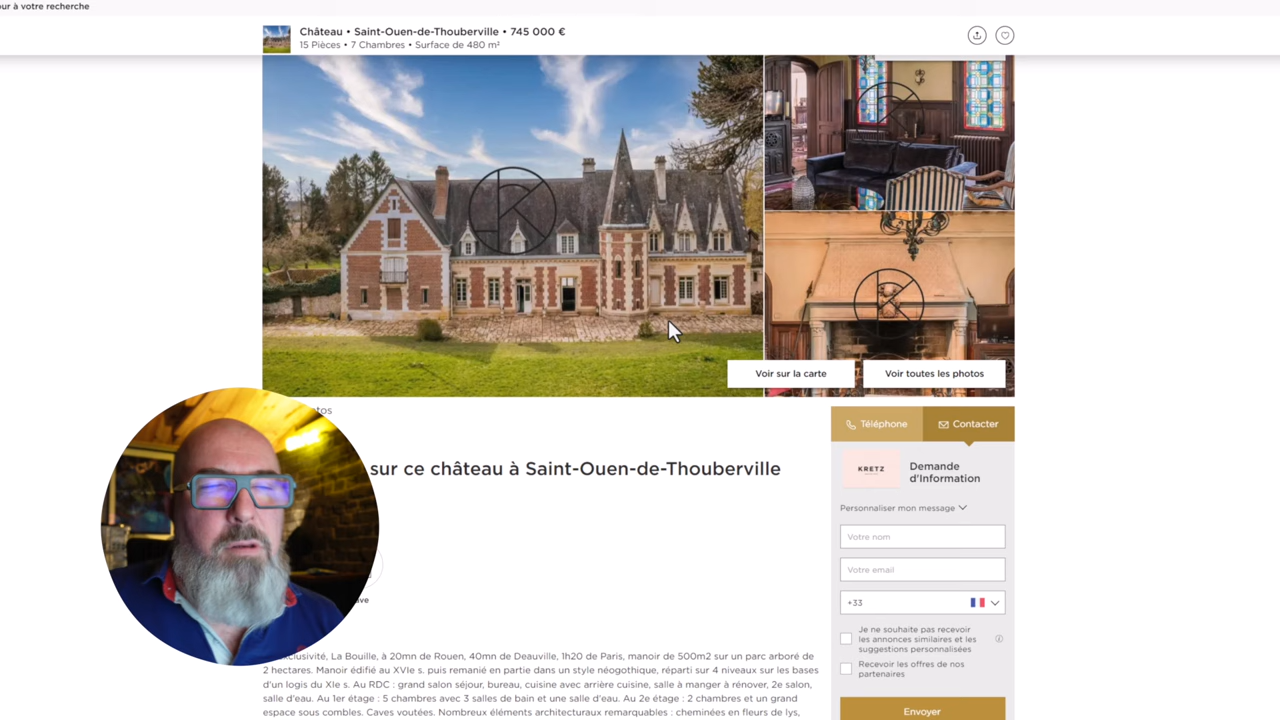 our à votre recherche
Château • Saint-Ouen-de-Thouberville • 745 000 €
15 Pièces • 7 Chambres • Surface de 480 m²
Voir sur la carte
Voir toutes les photos
sur ce château à Saint-Ouen-de-Thouberville
La Bouille, à 20mn de Rouen, 40mn de Deauville, 1h20 de Paris, manoir de 500m2 sur un parc arboré de
2 hectares. Manoir édifié au XVIe s. puis remanié en partie dans un style néogothique, réparti sur 4 niveaux sur les bases
d'un logis du XIe s. Au RDC : grand salon séjour, bureau, cuisine avec arrière cuisine, salle à manger à rénover, 2e salon,
salle d'eau. Au 1er étage : 5 chambres avec 3 salles de bain et une salle d'eau. Au 2e étage : 2 chambres et un grand
espace sous combles. Caves voutées. Nombreux éléments architecturaux remarquables : cheminées en fleurs de lys,
Téléphone
Contacter
KRETZ
Demande
d'Information
Personnaliser mon message
Votre nom
Votre email
+33
Je ne souhaite pas recevoir
les annonces similaires et les
suggestions personnalisées
Recevoir les offres de nos
partenaires
Envoyer